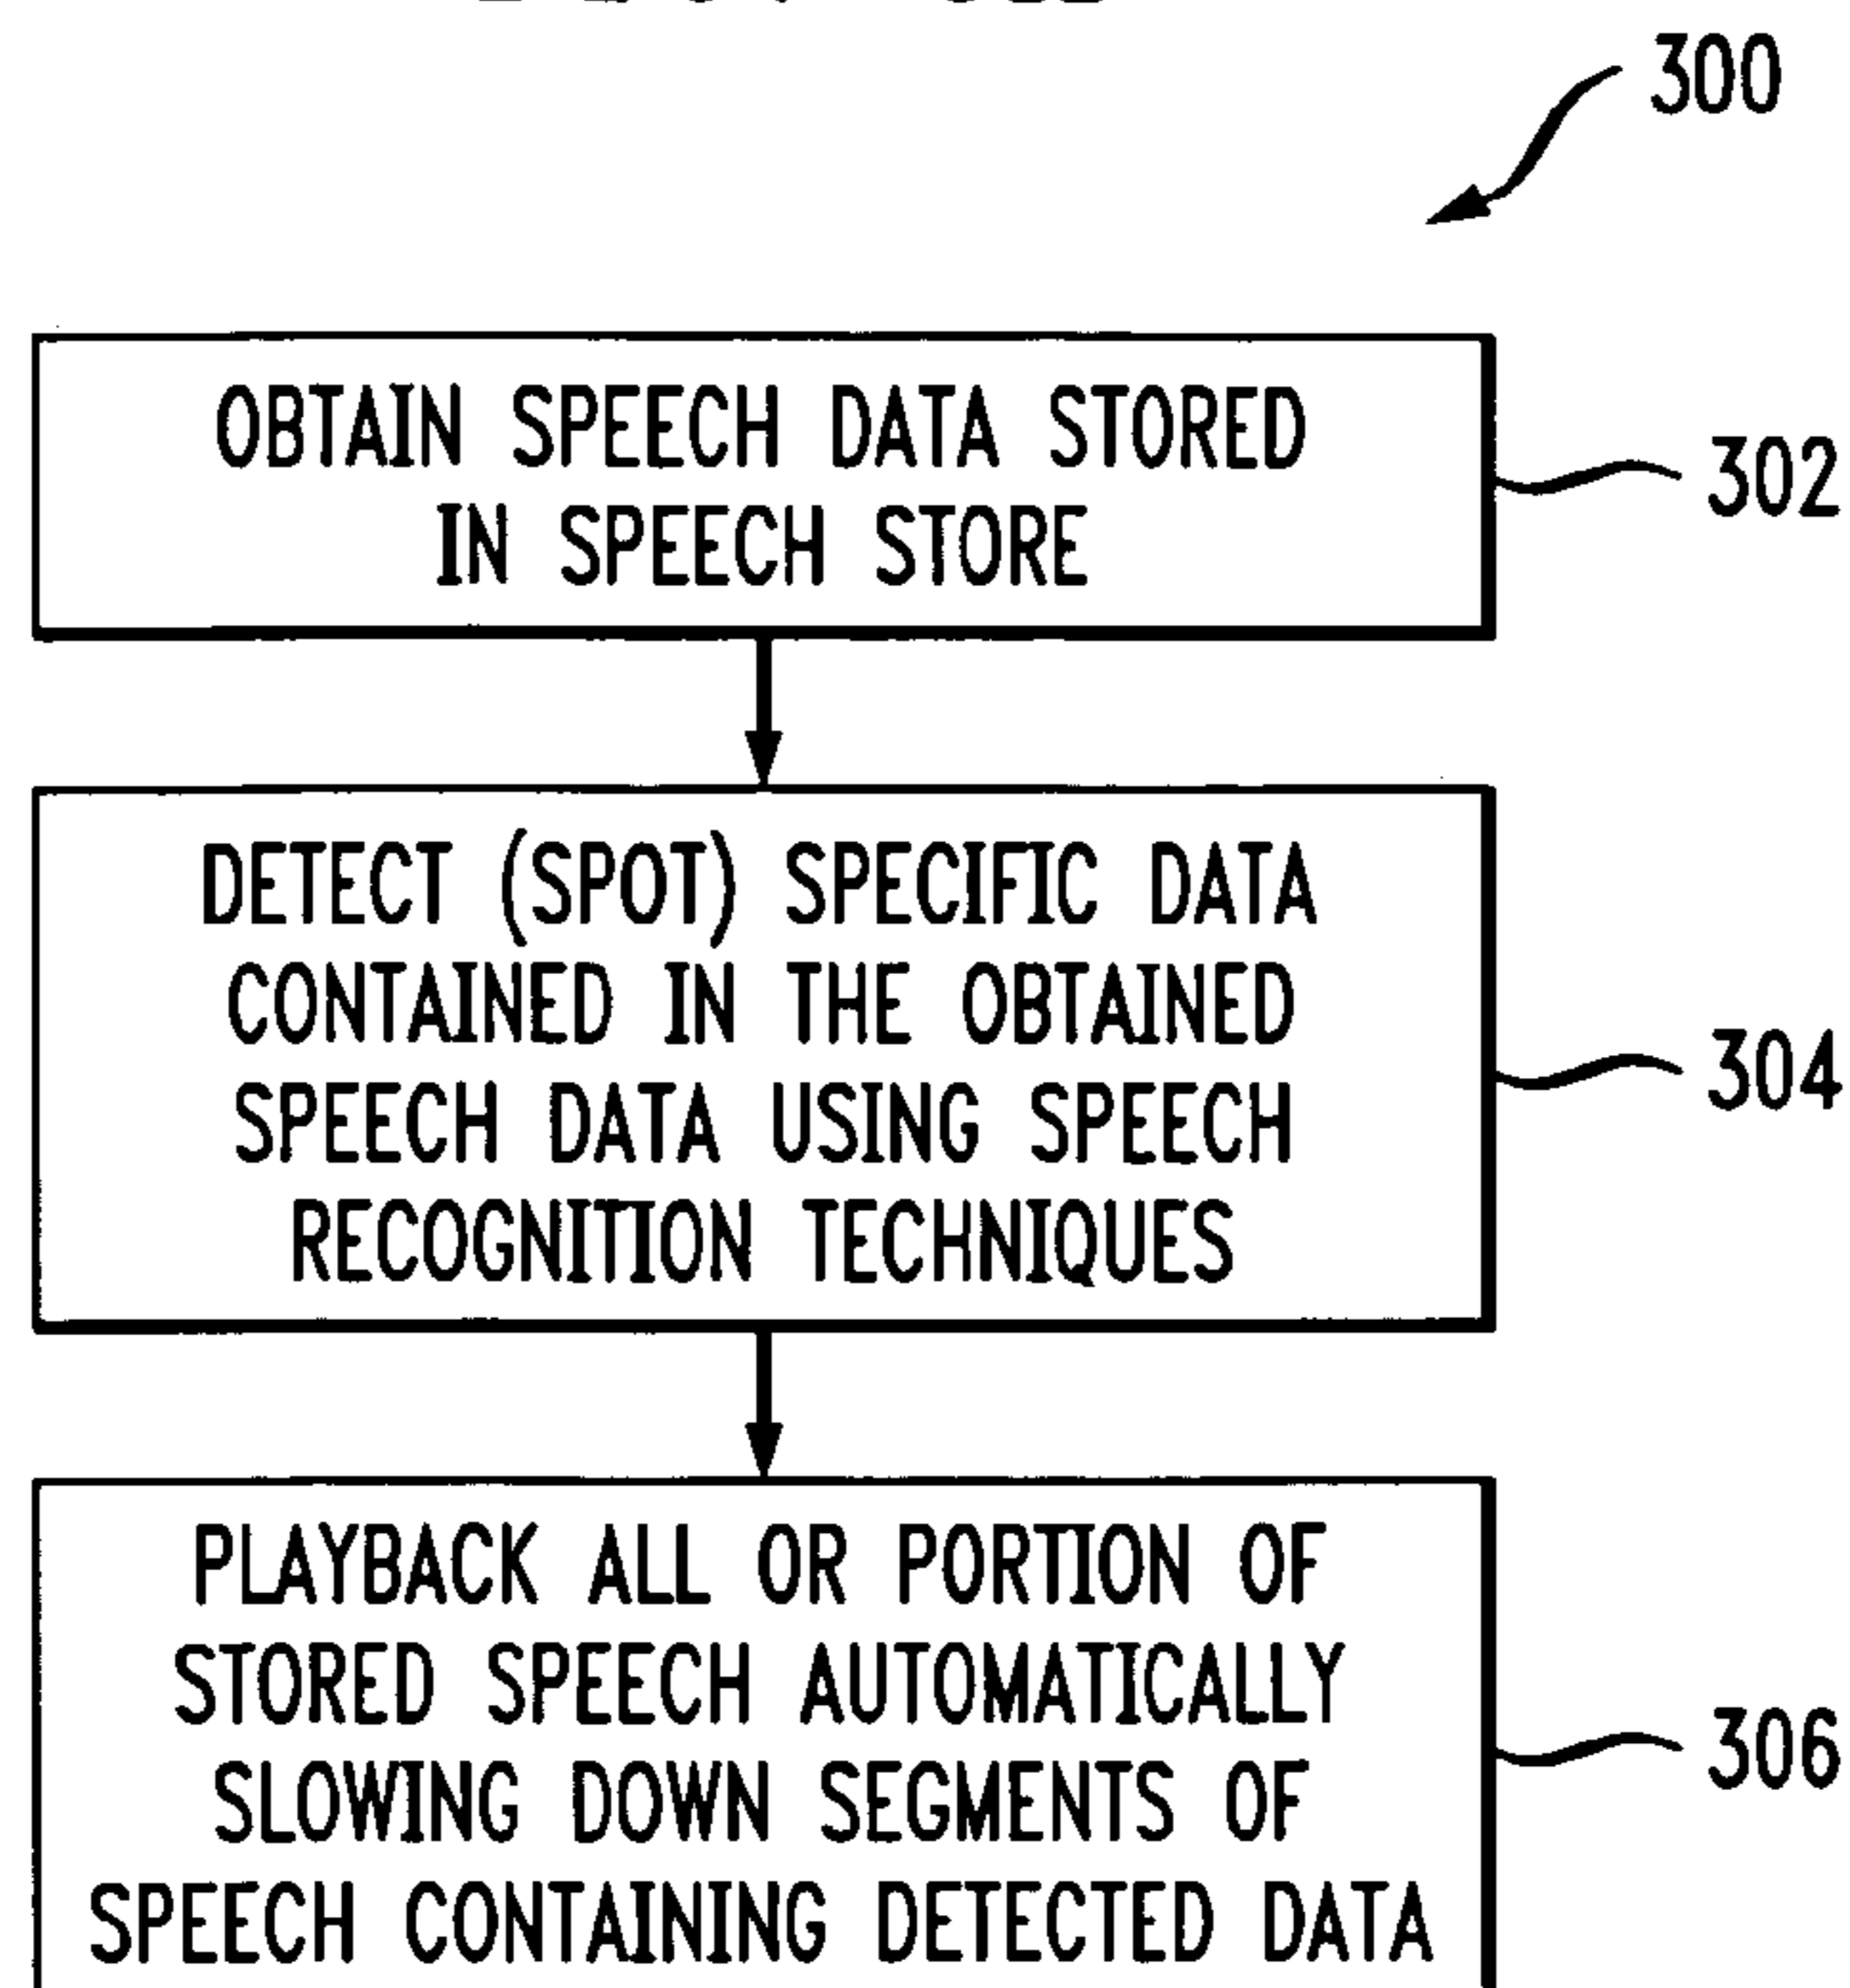 300
OBTAIN SPEECH DATA STORED
IN SPEECH STORE
302
DETECT (SPOT) SPECIFIC DATA
CONTAINED IN THE OBTAINED
SPEECH DATA USING SPEECH
RECOGNITION TECHNIQUES
304
PLAYBACK ALL OR PORTION OF
STORED SPEECH AUTOMATICALLY
SLOWING DOWN SEGMENTS OF
SPEECH CONTAINING DETECTED DATA
306